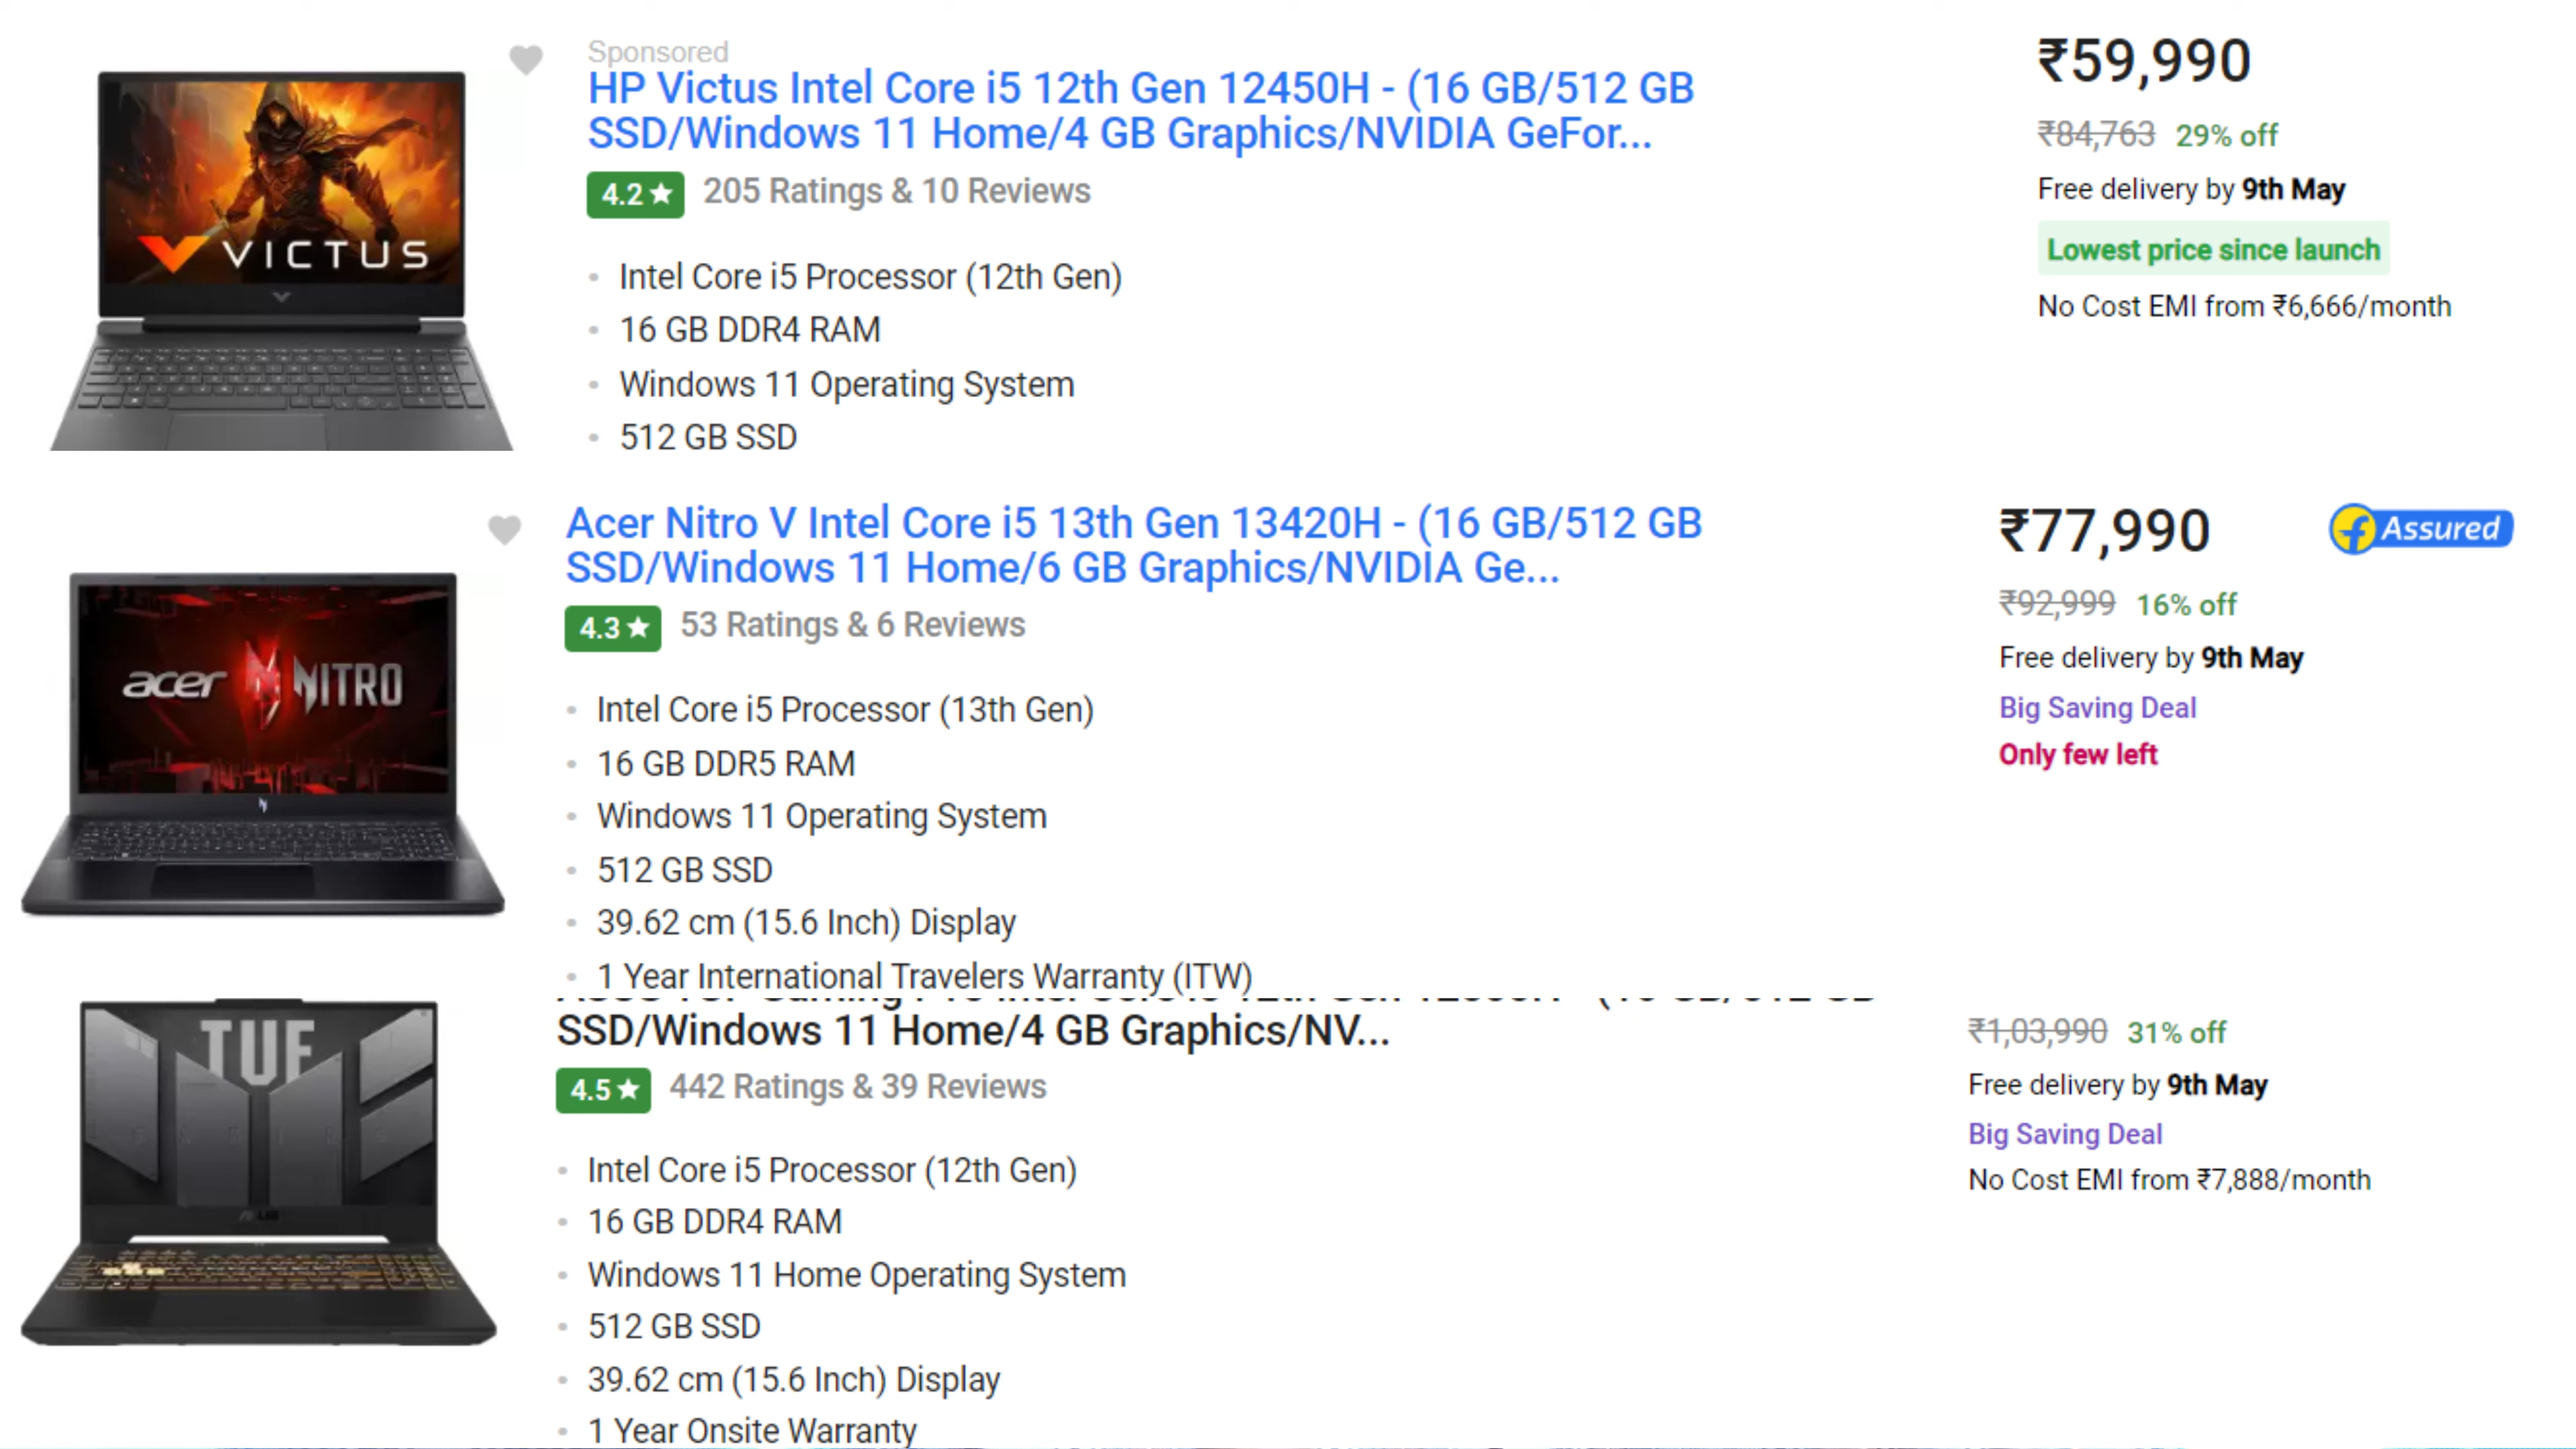 Sponsored
HP Victus Intel Core i5 12th Gen 12450H - (16 GB/512 GB
SSD/Windows 11 Home/4 GB Graphics/NVIDIA GeFor...
4.2★ 205 Ratings & 10 Reviews
• Intel Core i5 Processor (12th Gen)
• 16 GB DDR4 RAM
• Windows 11 Operating System
• 512 GB SSD
₹59,990
₹84,763 29% off
Free delivery by 9th May
Lowest price since launch
No Cost EMI from ₹6,666/month
VICTUS
Acer Nitro V Intel Core i5 13th Gen 13420H - (16 GB/512 GB
SSD/Windows 11 Home/6 GB Graphics/NVIDIA Ge...
4.3★ 53 Ratings & 6 Reviews
• Intel Core i5 Processor (13th Gen)
• 16 GB DDR5 RAM
• Windows 11 Operating System
• 512 GB SSD
• 39.62 cm (15.6 Inch) Display
• 1 Year International Travelers Warranty (ITW)
₹77,990
Assured
₹92,999 16% off
Free delivery by 9th May
Big Saving Deal
Only few left
acer NITRO
SSD/Windows 11 Home/4 GB Graphics/NV...
4.5★ 442 Ratings & 39 Reviews
• Intel Core i5 Processor (12th Gen)
• 16 GB DDR4 RAM
• Windows 11 Home Operating System
• 512 GB SSD
• 39.62 cm (15.6 Inch) Display
• 1 Year Onsite Warranty
₹1,03,990 31% off
Free delivery by 9th May
Big Saving Deal
No Cost EMI from ₹7,888/month
TUF